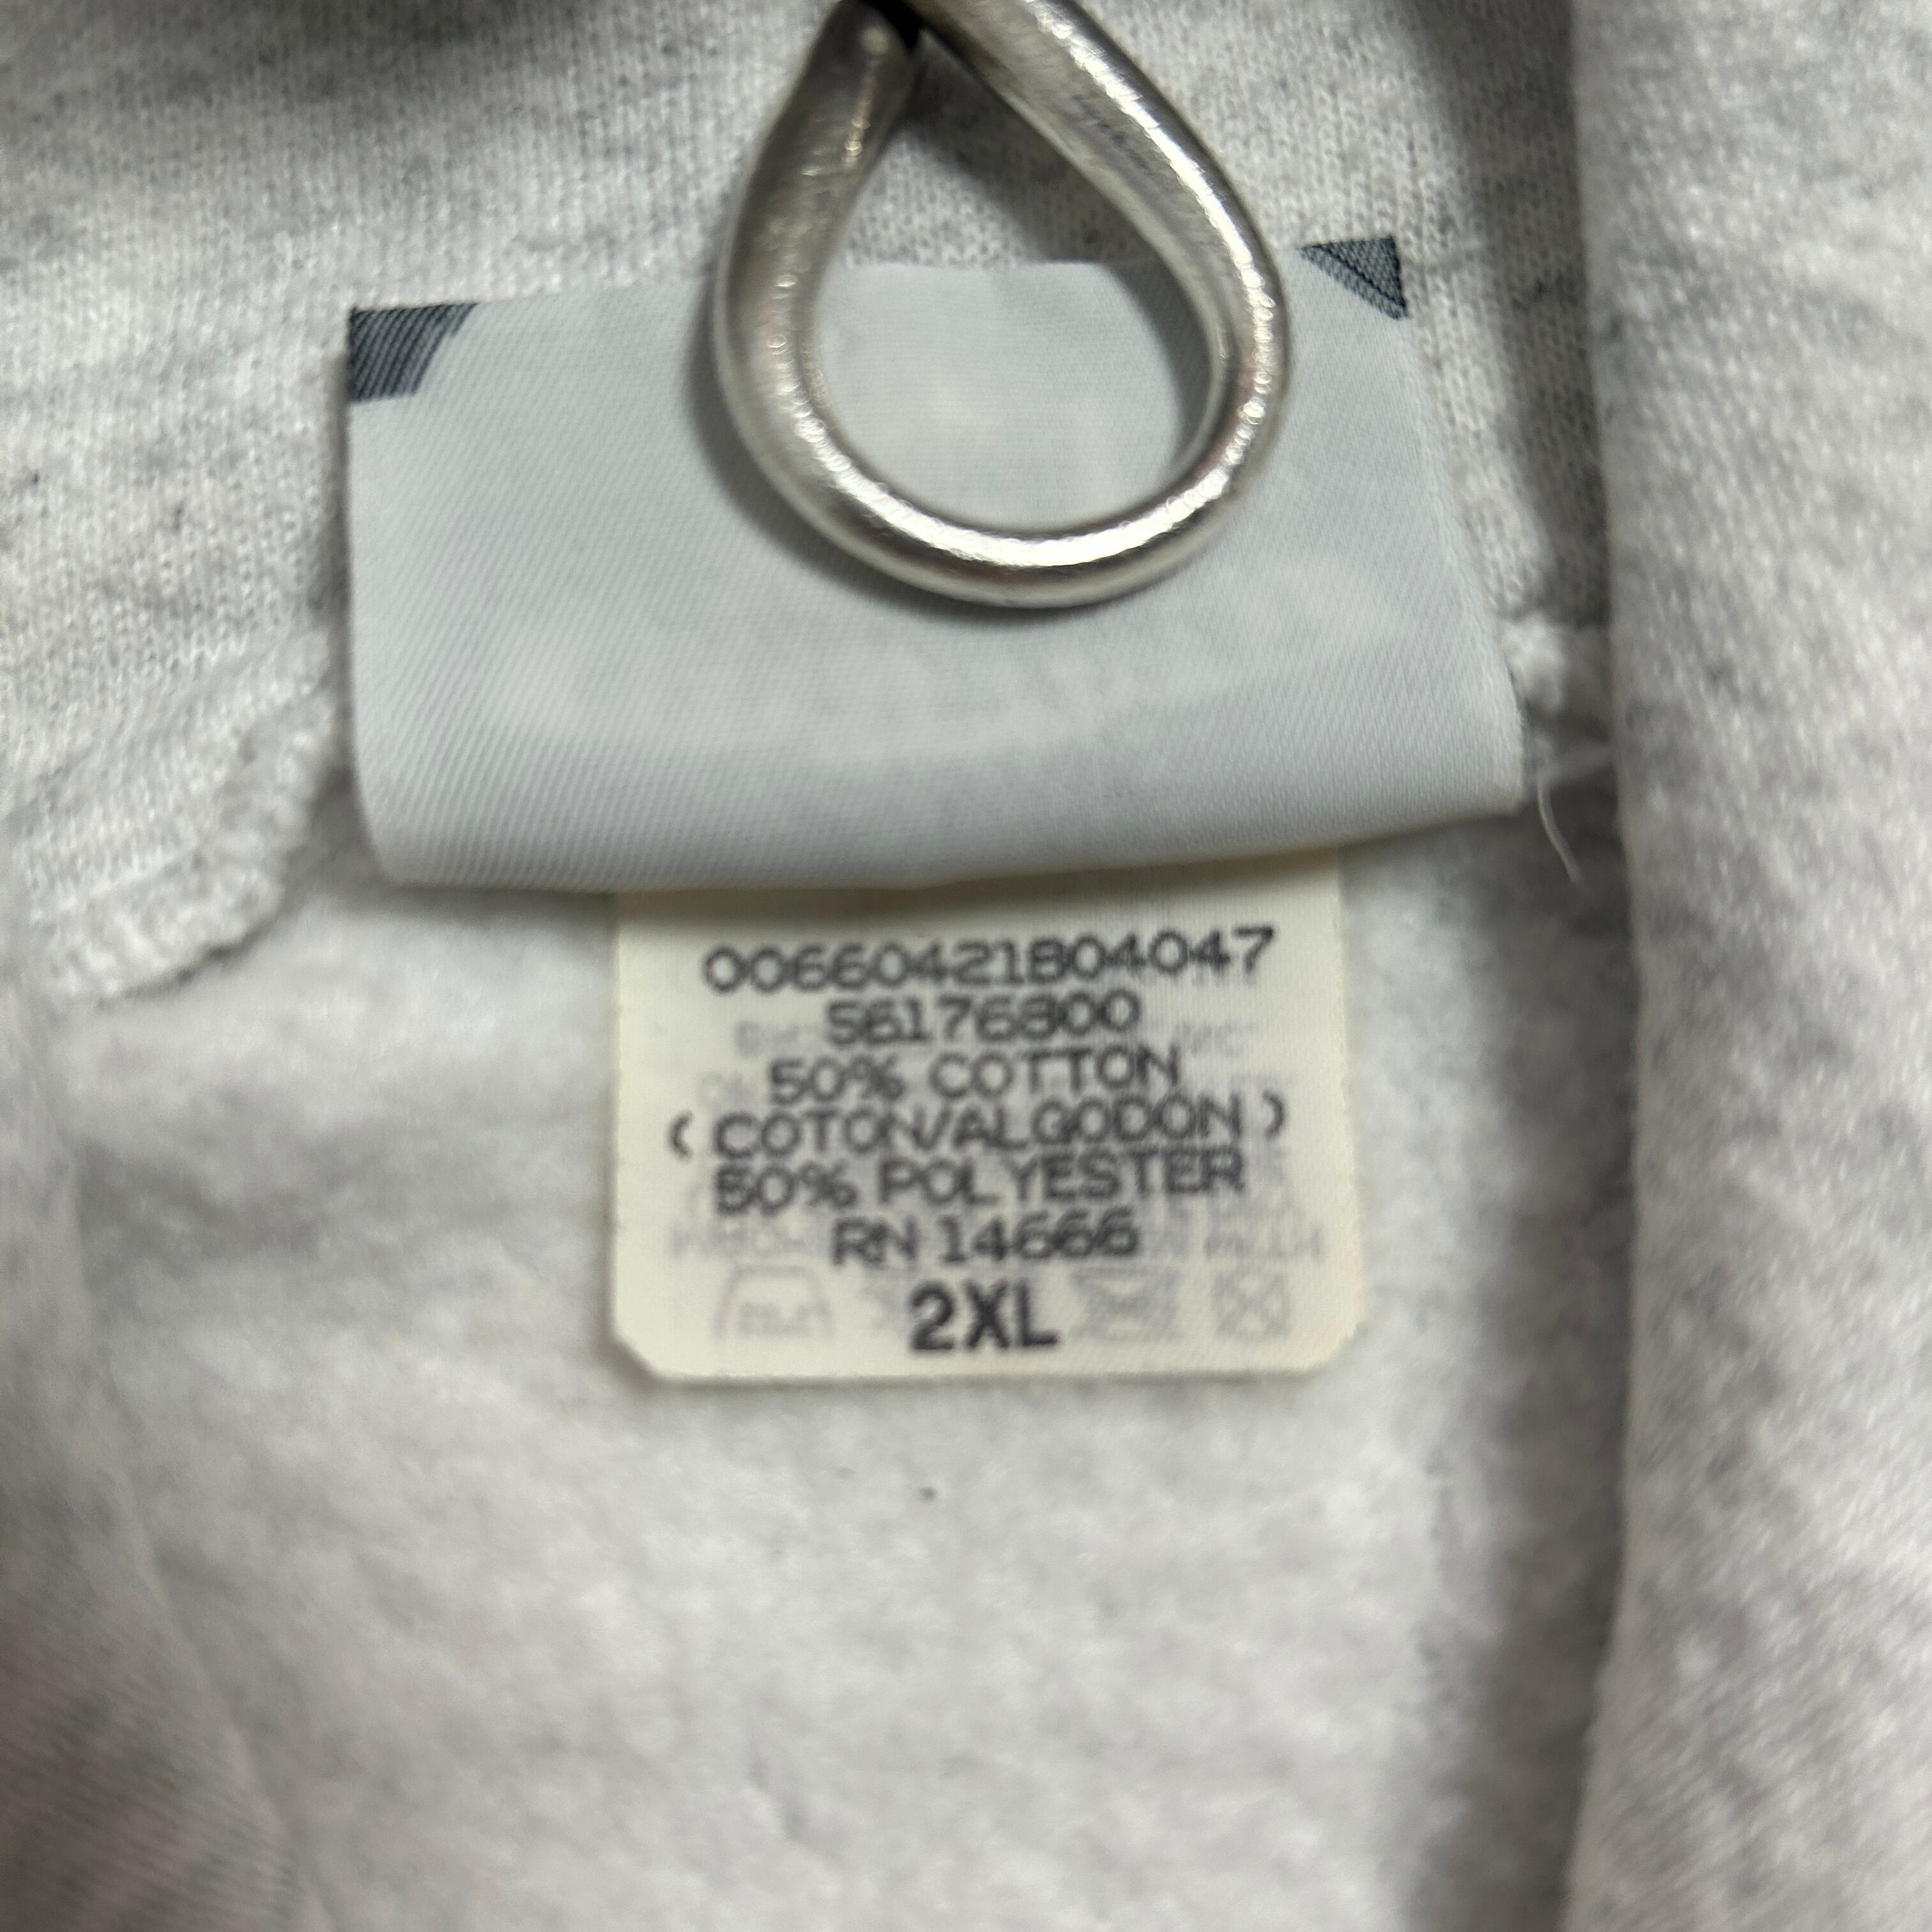 00660421804047
56176800
50% COTTON
( COTON/ALGODON )
50% POLYESTER
RN 14666
2XL